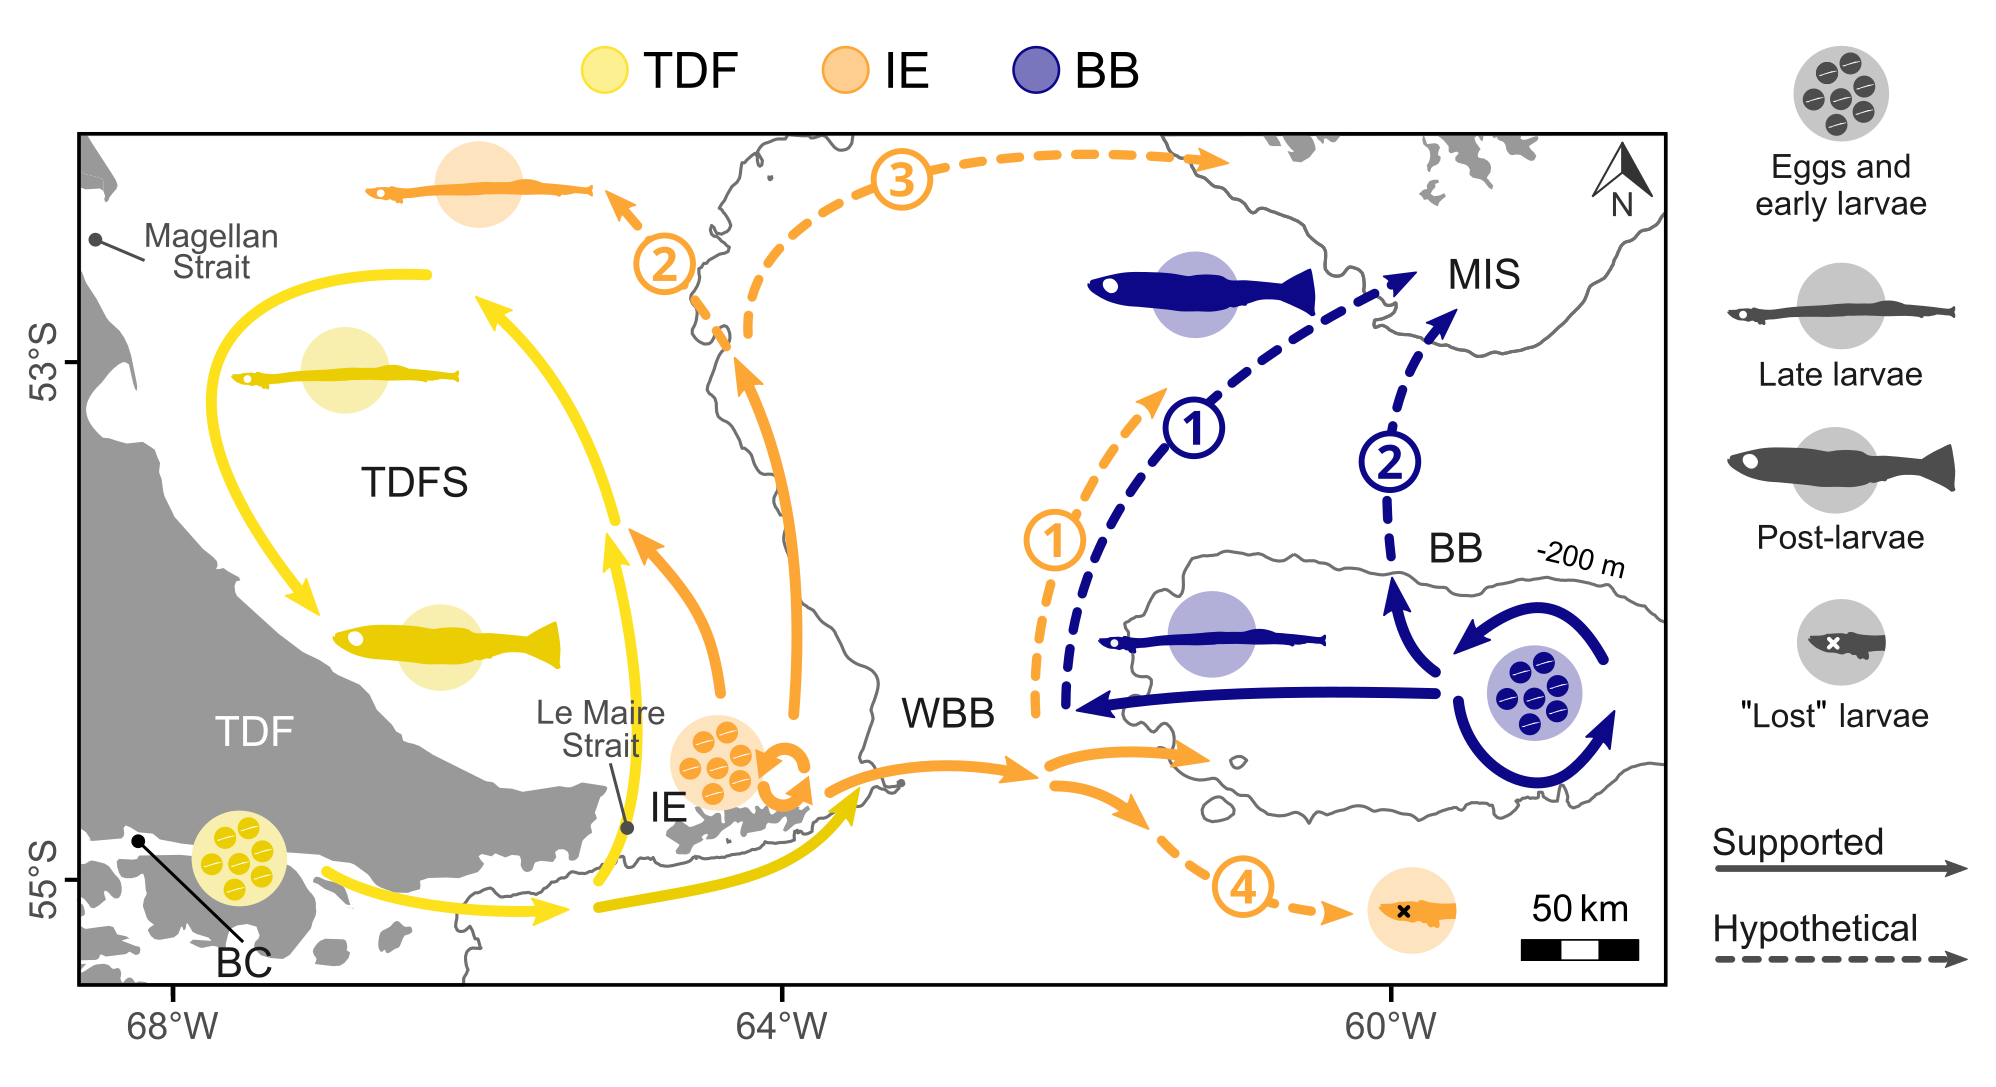 TDF
IE
BB
Eggs and
early larvae
N
3
2
Magellan
Strait
MIS
Late larvae
53°S
1
2
TDFS
1
BB
-200 m
Post-larvae
Le Maire
Strait
WBB
TDF
"Lost" larvae
IE
55°S
4
BC
50 km
Supported
Hypothetical
68°W
64°W
60°W